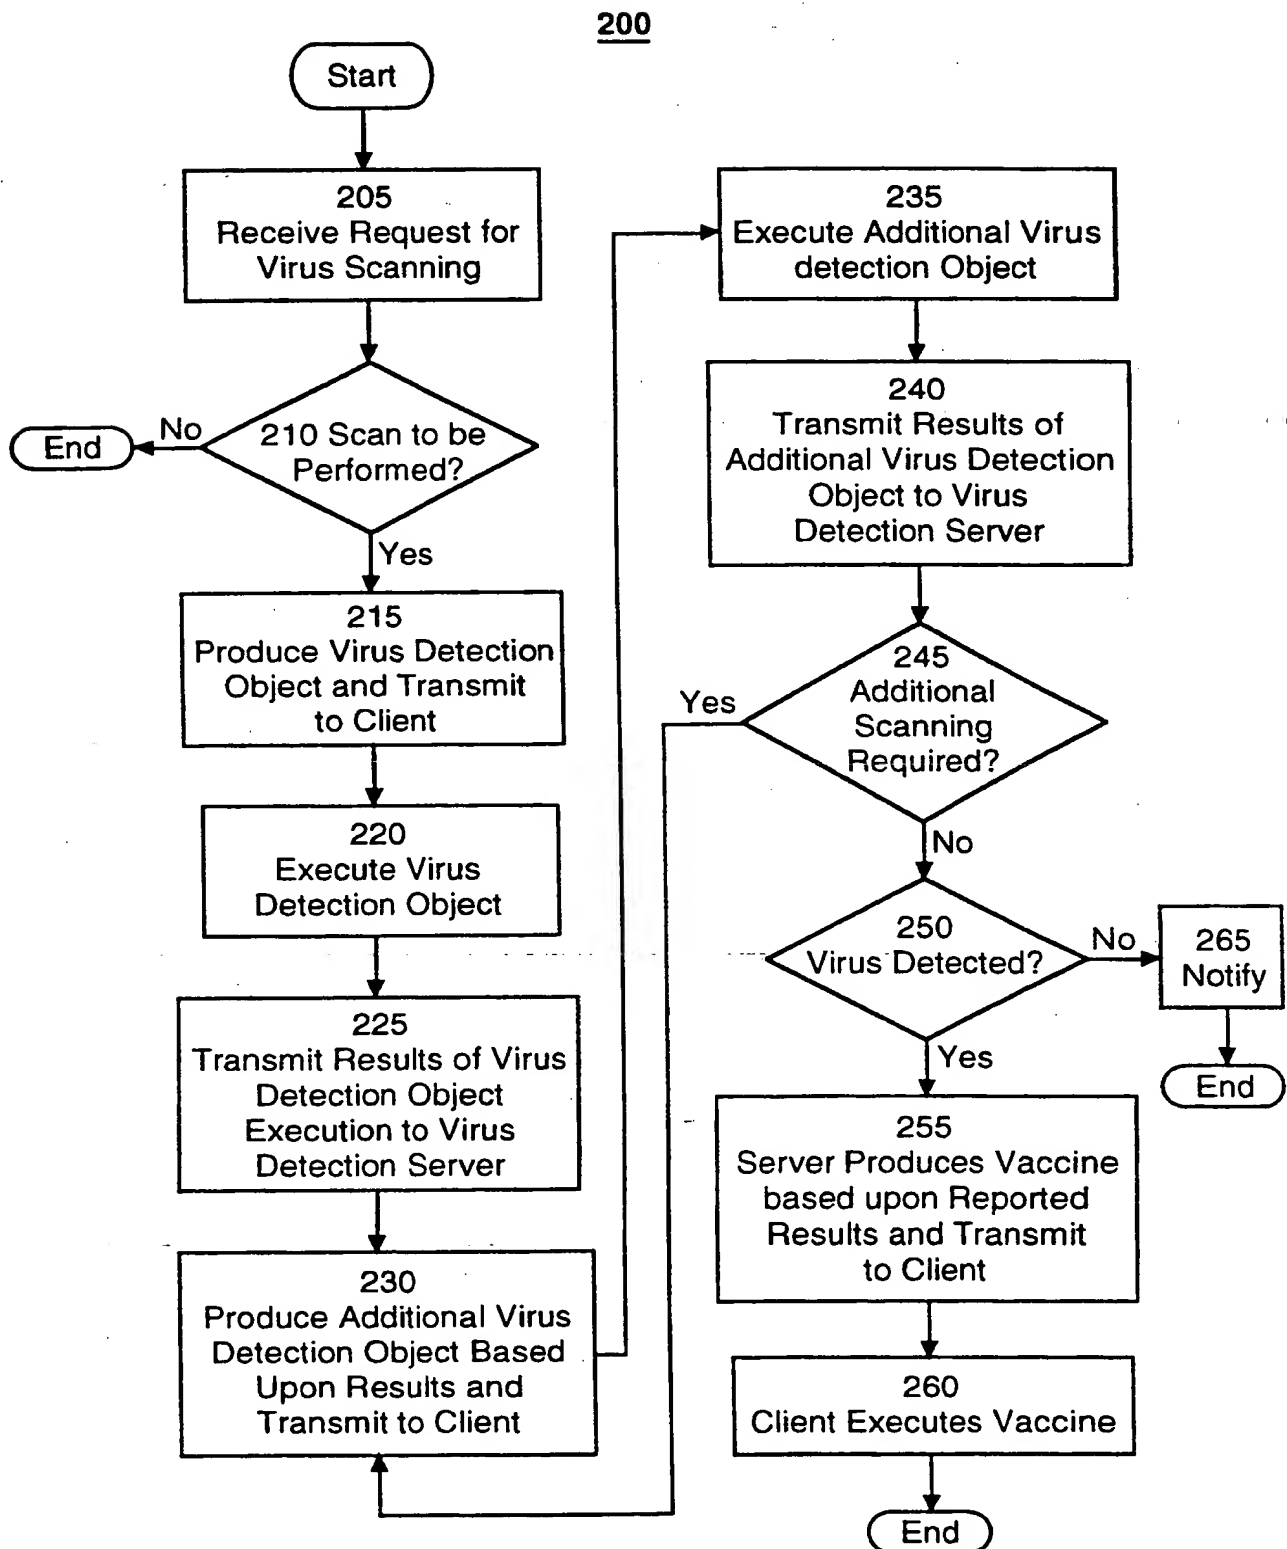 200
Start
205
Receive Request for
Virus Scanning
210 Scan to be
Performed?
No
End
Yes
215
Produce Virus Detection
Object and Transmit
to Client
220
Execute Virus
Detection Object
225
Transmit Results of Virus
Detection Object
Execution to Virus
Detection Server
230
Produce Additional Virus
Detection Object Based
Upon Results and
Transmit to Client
235
Execute Additional Virus
detection Object
240
Transmit Results of
Additional Virus Detection
Object to Virus
Detection Server
245
Additional
Scanning
Required?
Yes
No
250
Virus Detected?
No
265
Notify
End
Yes
255
Server Produces Vaccine
based upon Reported
Results and Transmit
to Client
260
Client Executes Vaccine
End